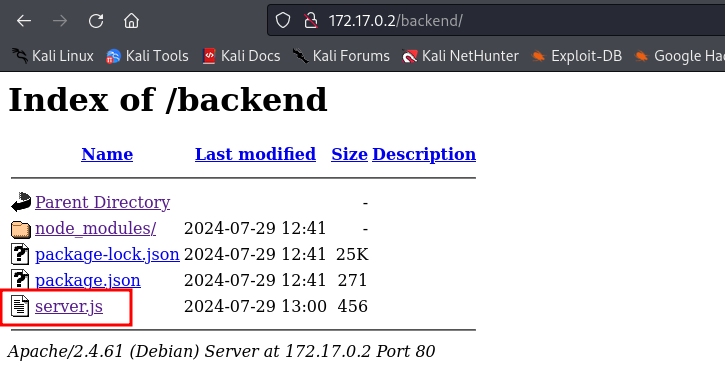 172.17.0.2/backend/
Kali Linux Kali Tools Kali Docs Kali Forums Kali NetHunter Exploit-DB Google Hac
Index of /backend
Name Last modified Size Description
Parent Directory -
node_modules/ 2024-07-29 12:41 -
package-lock.json 2024-07-29 12:41 25K
package.json 2024-07-29 12:41 271
server.js 2024-07-29 13:00 456
Apache/2.4.61 (Debian) Server at 172.17.0.2 Port 80